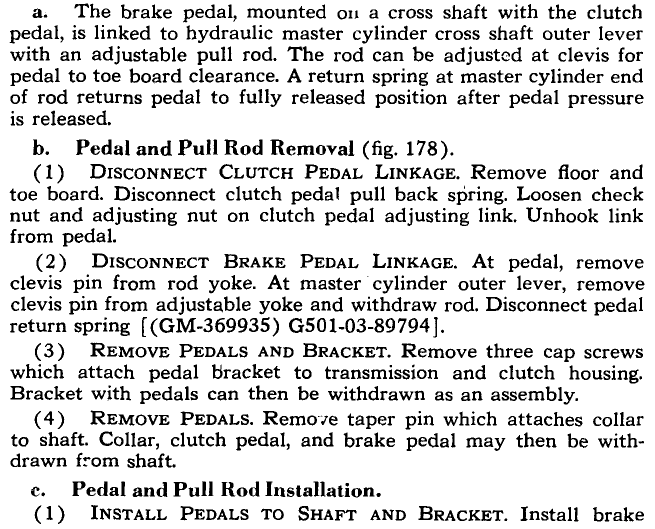 a. The brake pedal, mounted on a cross shaft with the clutch
pedal, is linked to hydraulic master cylinder cross shaft outer lever
with an adjustable pull rod. The rod can be adjusted at clevis for
pedal to toe board clearance. A return spring at master cylinder end
of rod returns pedal to fully released position after pedal pressure
is released.
b. Pedal and Pull Rod Removal (fig. 178).
(1) DISCONNECT CLUTCH PEDAL LINKAGE. Remove floor and
toe board. Disconnect clutch pedal pull back spring. Loosen check
nut and adjusting nut on clutch pedal adjusting link. Unhook link
from pedal.
(2) DISCONNECT BRAKE PEDAL LINKAGE. At pedal, remove
clevis pin from rod yoke. At master cylinder outer lever, remove
clevis pin from adjustable yoke and withdraw rod. Disconnect pedal
return spring [(GM-369935) G501-03-89794].
(3) REMOVE PEDALS AND BRACKET. Remove three cap screws
which attach pedal bracket to transmission and clutch housing.
Bracket with pedals can then be withdrawn as an assembly.
(4) REMOVE PEDALS. Remove taper pin which attaches collar
to shaft. Collar, clutch pedal, and brake pedal may then be with-
drawn from shaft.
c. Pedal and Pull Rod Installation.
(1) INSTALL PEDALS TO SHAFT AND BRACKET. Install brake